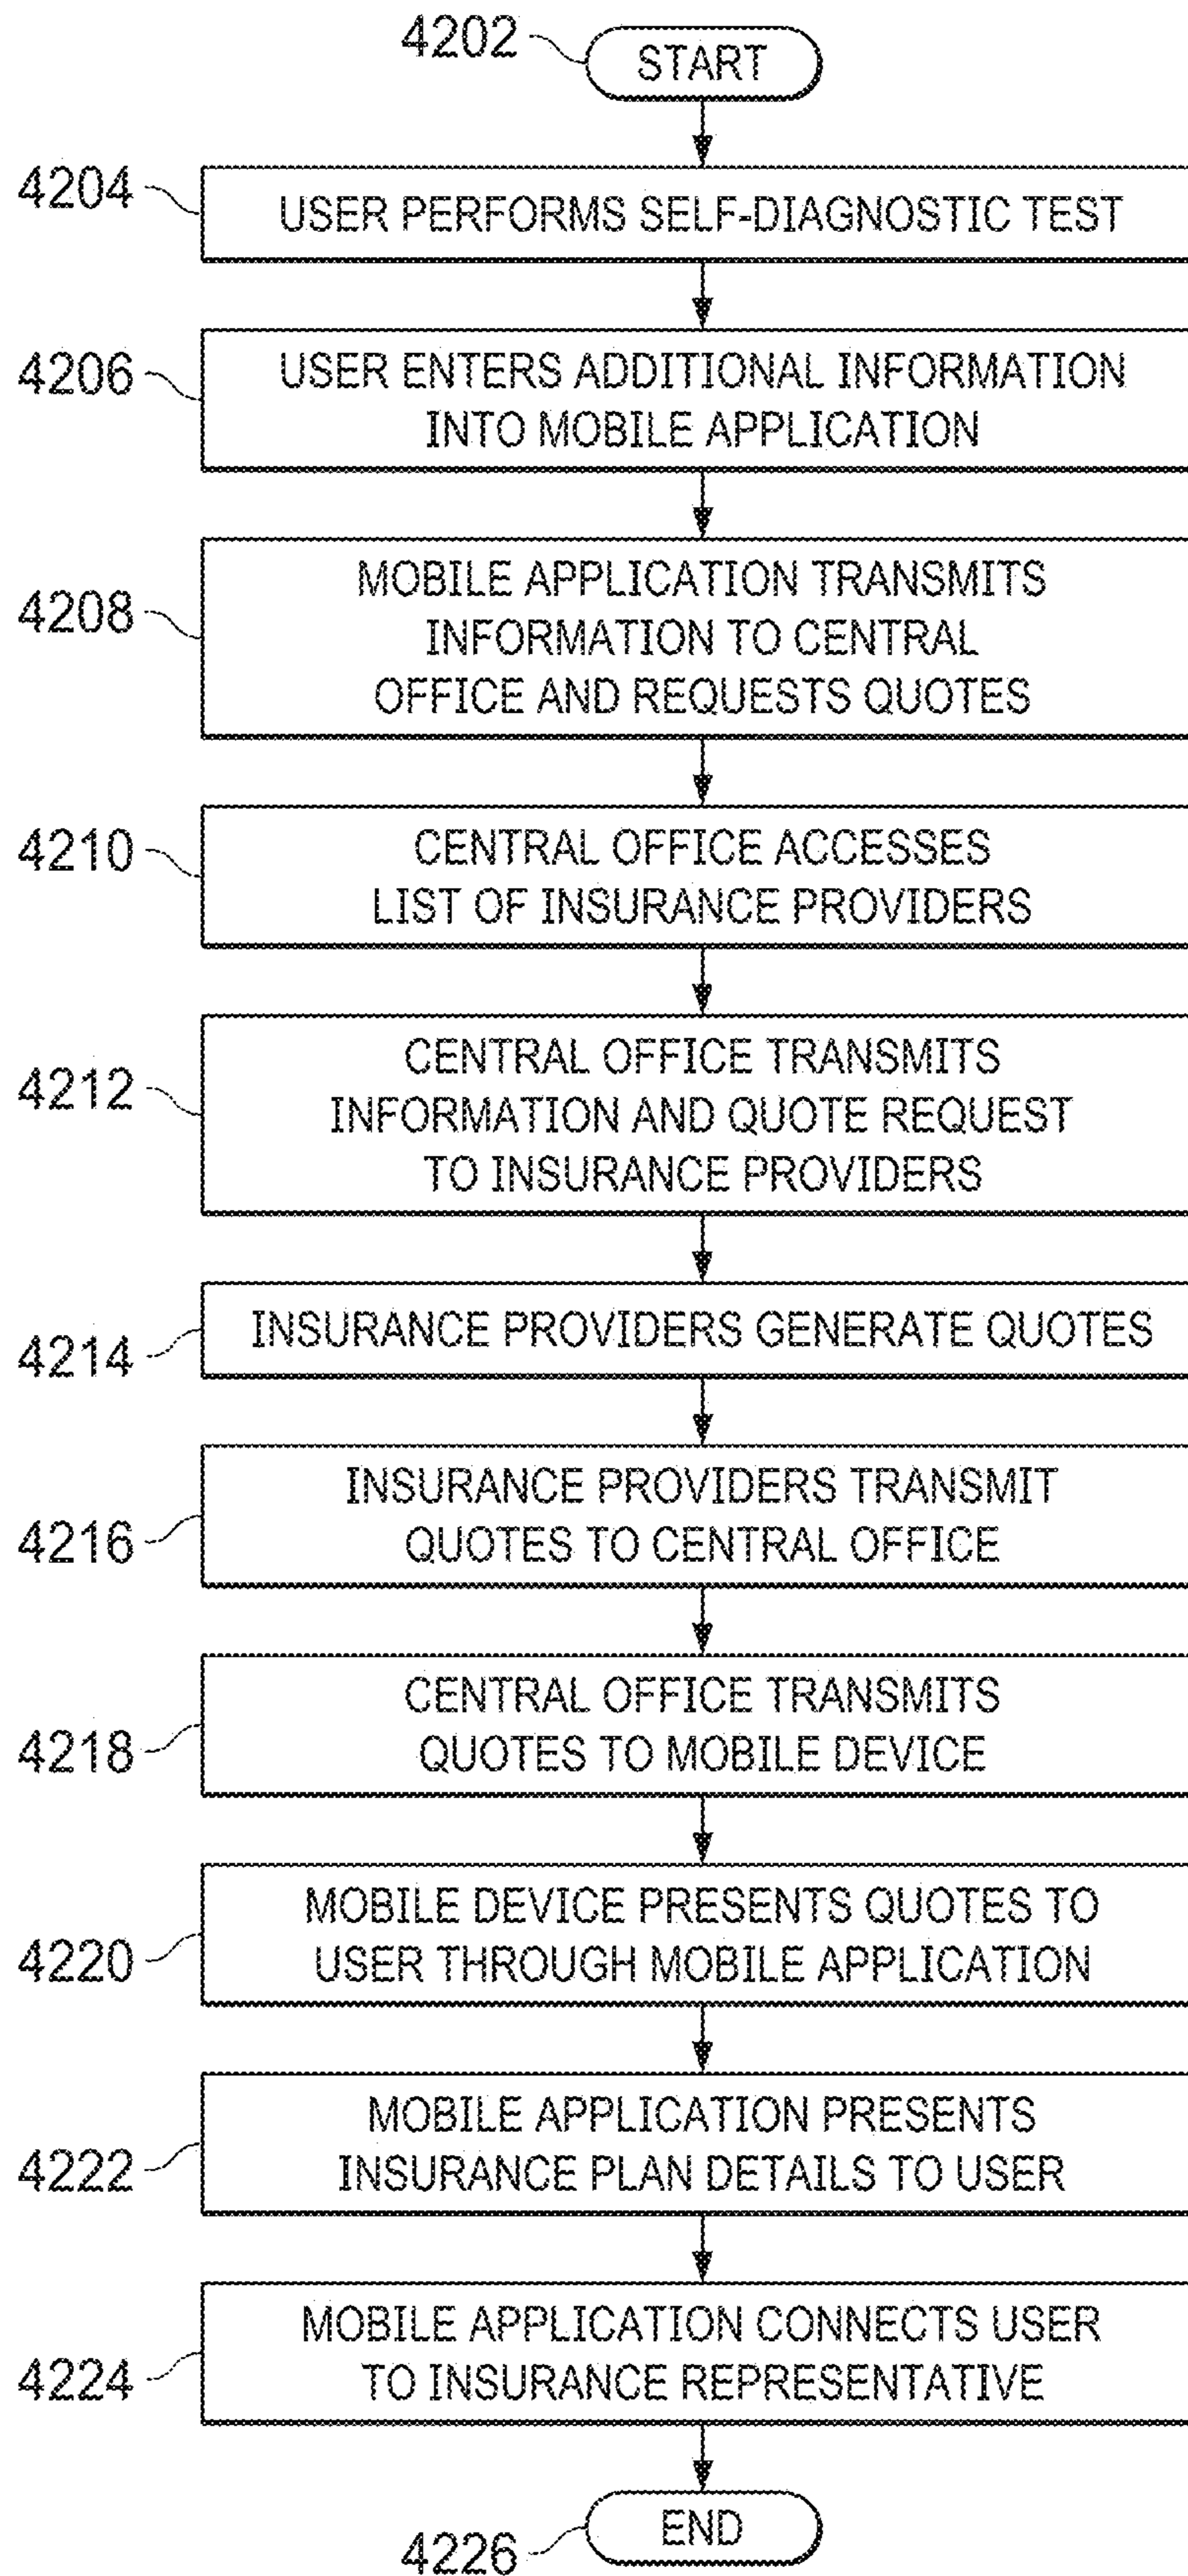 4202
START
4204
USER PERFORMS SELF-DIAGNOSTIC TEST
4206
USER ENTERS ADDITIONAL INFORMATION
INTO MOBILE APPLICATION
4208
MOBILE APPLICATION TRANSMITS
INFORMATION TO CENTRAL
OFFICE AND REQUESTS QUOTES
4210
CENTRAL OFFICE ACCESSES
LIST OF INSURANCE PROVIDERS
4212
CENTRAL OFFICE TRANSMITS
INFORMATION AND QUOTE REQUEST
TO INSURANCE PROVIDERS
4214
INSURANCE PROVIDERS GENERATE QUOTES
4216
INSURANCE PROVIDERS TRANSMIT
QUOTES TO CENTRAL OFFICE
4218
CENTRAL OFFICE TRANSMITS
QUOTES TO MOBILE DEVICE
4220
MOBILE DEVICE PRESENTS QUOTES TO
USER THROUGH MOBILE APPLICATION
4222
MOBILE APPLICATION PRESENTS
INSURANCE PLAN DETAILS TO USER
4224
MOBILE APPLICATION CONNECTS USER
TO INSURANCE REPRESENTATIVE
4226
END